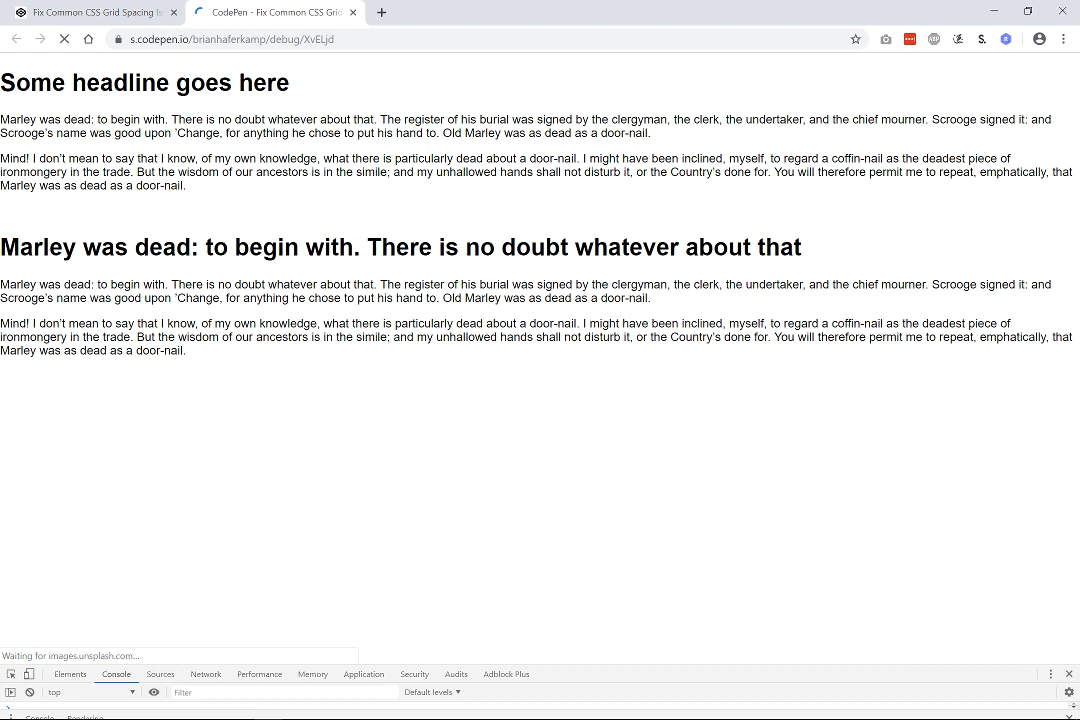 Fix Common CSS Grid Spacing Is
CodePen - Fix Common CSS Grid
s.codepen.io/brianhaferkamp/debug/XvELjd
ABP
S.
Some headline goes here
Marley was dead: to begin with. There is no doubt whatever about that. The register of his burial was signed by the clergyman, the clerk, the undertaker, and the chief mourner. Scrooge signed it: and
Scrooge’s name was good upon ’Change, for anything he chose to put his hand to. Old Marley was as dead as a door-nail.
Mind! I don’t mean to say that I know, of my own knowledge, what there is particularly dead about a door-nail. I might have been inclined, myself, to regard a coffin-nail as the deadest piece of
ironmongery in the trade. But the wisdom of our ancestors is in the simile; and my unhallowed hands shall not disturb it, or the Country’s done for. You will therefore permit me to repeat, emphatically, that
Marley was as dead as a door-nail.
Marley was dead: to begin with. There is no doubt whatever about that
Marley was dead: to begin with. There is no doubt whatever about that. The register of his burial was signed by the clergyman, the clerk, the undertaker, and the chief mourner. Scrooge signed it: and
Scrooge’s name was good upon ’Change, for anything he chose to put his hand to. Old Marley was as dead as a door-nail.
Mind! I don’t mean to say that I know, of my own knowledge, what there is particularly dead about a door-nail. I might have been inclined, myself, to regard a coffin-nail as the deadest piece of
ironmongery in the trade. But the wisdom of our ancestors is in the simile; and my unhallowed hands shall not disturb it, or the Country’s done for. You will therefore permit me to repeat, emphatically, that
Marley was as dead as a door-nail.
Waiting for images.unsplash.com...
Elements Console Sources Network Performance Memory Application Security Audits Adblock Plus
top Filter Default levels
Console Rendering